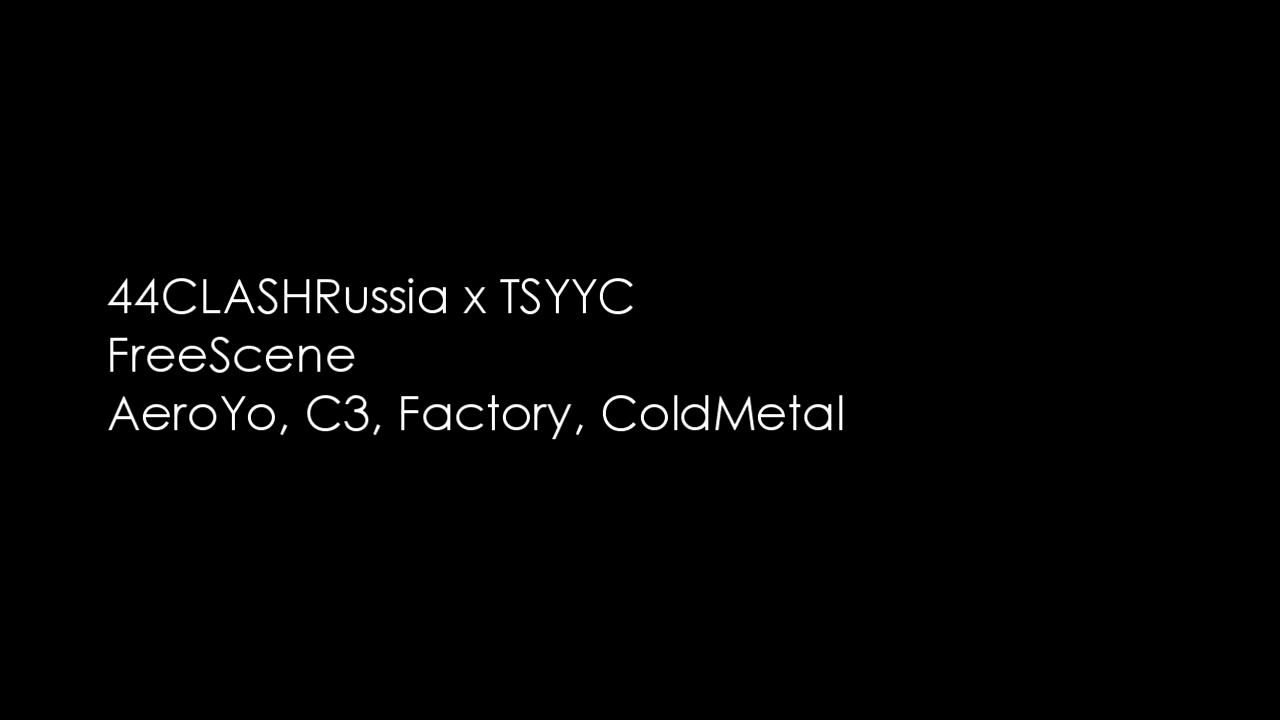 44CLASHRussia x TSYYC
FreeScene
AeroYo, C3, Factory, ColdMetal